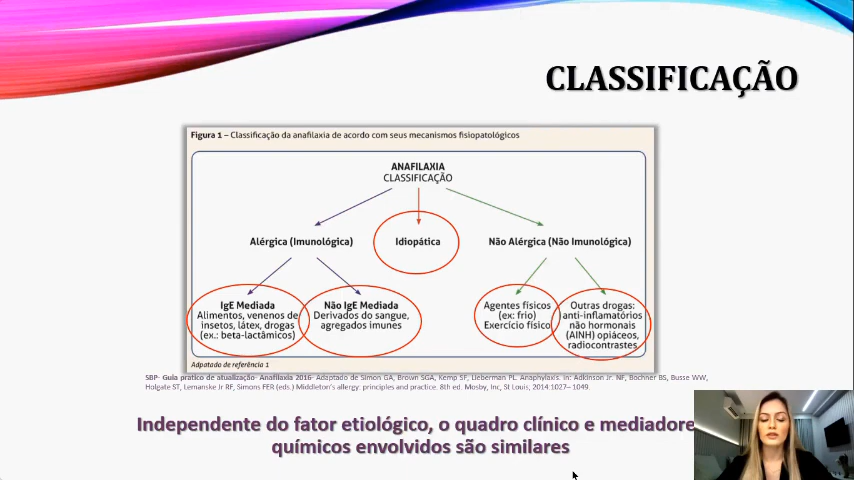 CLASSIFICAÇÃO
Figura 1 – Classificação da anafilaxia de acordo com seus mecanismos fisiopatológicos
ANAFILAXIA
CLASSIFICAÇÃO
Alérgica (Imunológica)
Idiopática
Não Alérgica (Não Imunológica)
IgE Mediada
Alimentos, venenos de
insetos, látex, drogas
(ex.: beta-lactâmicos)
Não IgE Mediada
Derivados do sangue,
agregados imunes
Agentes físicos
(ex: frio)
Exercício físico
Outras drogas:
anti-inflamatórios
não hormonais
(AINH) opiáceos,
radiocontrastes
Adaptado de referência 1
SBP- Guia pratico de atualização- Anafilaxia 2016- Adaptado de Simon GA, Brown SGA, Kemp SF, Lieberman PL. Anaphylaxis. In: Adkinson Jr. NF, Bochner BS, Busse WW,
Holgate ST, Lemanske Jr RF, Simons FER (eds.) Middleton's allergy: principles and practice. 8th ed. Mosby, Inc, St Louis, 2014:1027–1049.
Independente do fator etiológico, o quadro clínico e mediadore
químicos envolvidos são similares